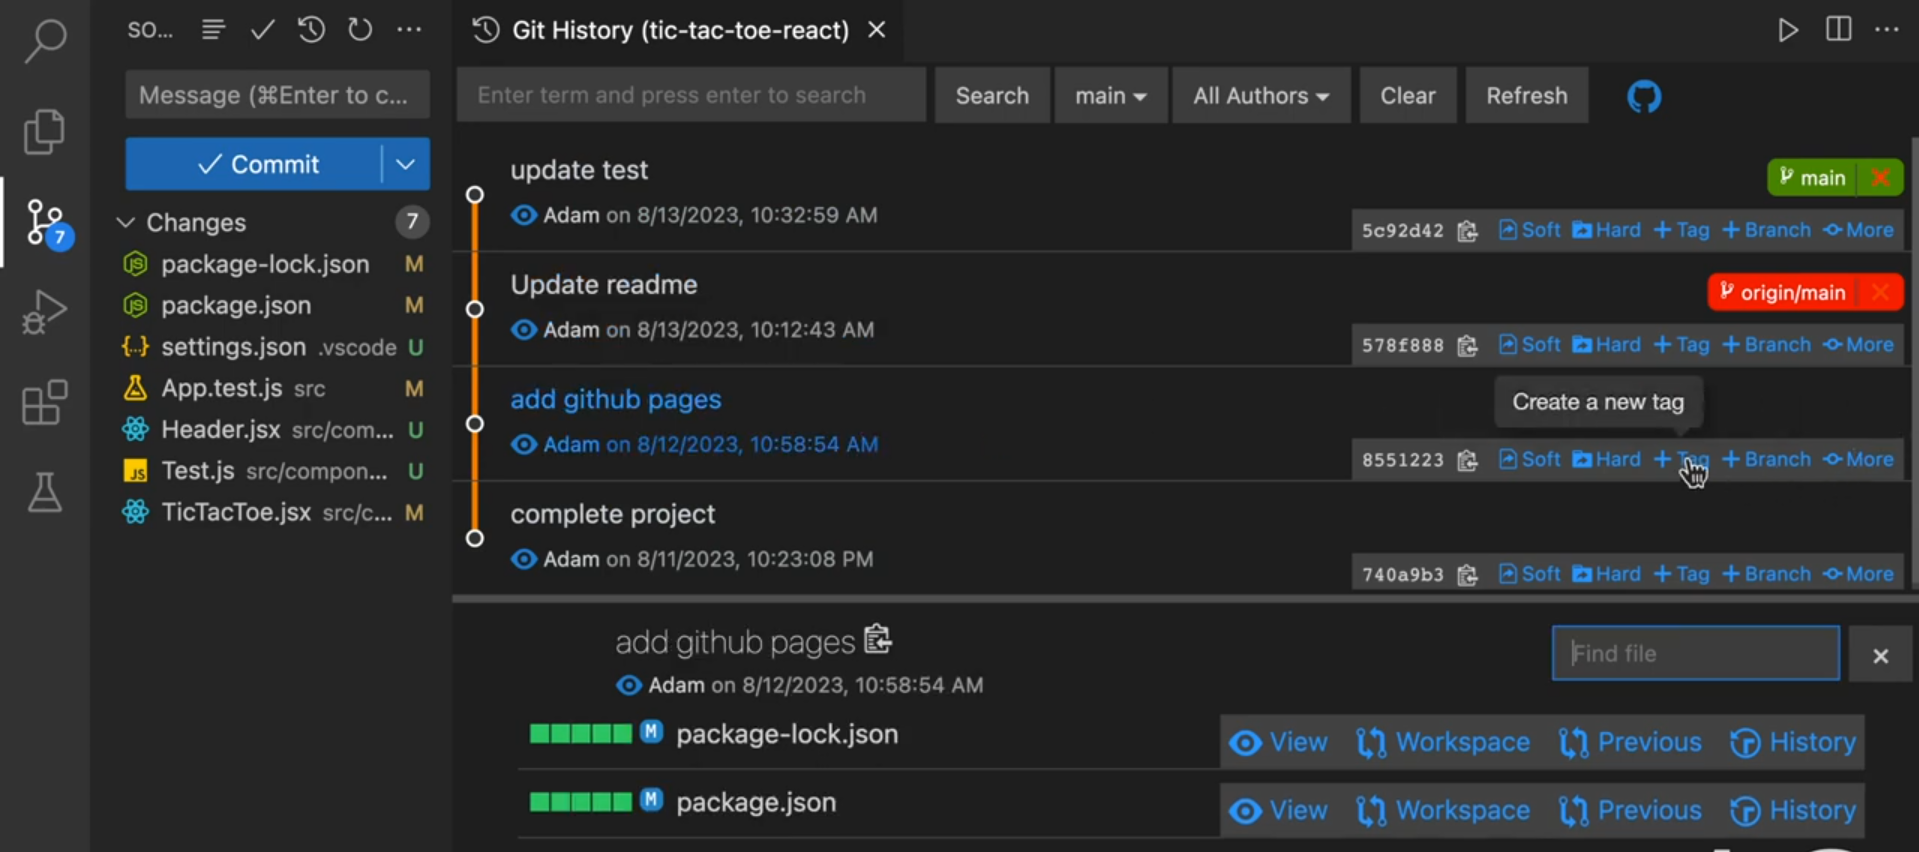 SO...
Message (⌘Enter to c...
Commit
Changes 7
package-lock.json M
package.json M
settings.json .vscode U
App.test.js src M
Header.jsx src/com... U
JS Test.js src/compon... U
TicTacToe.jsx src/c... M
7
Git History (tic-tac-toe-react)
Enter term and press enter to search Search main All Authors Clear Refresh
update test
main
Adam on 8/13/2023, 10:32:59 AM
5c92d42 Soft Hard +Tag +Branch More
Update readme
origin/main
Adam on 8/13/2023, 10:12:43 AM
578f888 Soft Hard +Tag +Branch More
add github pages
Create a new tag
Adam on 8/12/2023, 10:58:54 AM
8551223 Soft Hard +Tag +Branch More
complete project
Adam on 8/11/2023, 10:23:08 PM
740a9b3 Soft Hard +Tag +Branch More
add github pages
Find file
Adam on 8/12/2023, 10:58:54 AM
M package-lock.json View Workspace Previous History
M package.json View Workspace Previous History